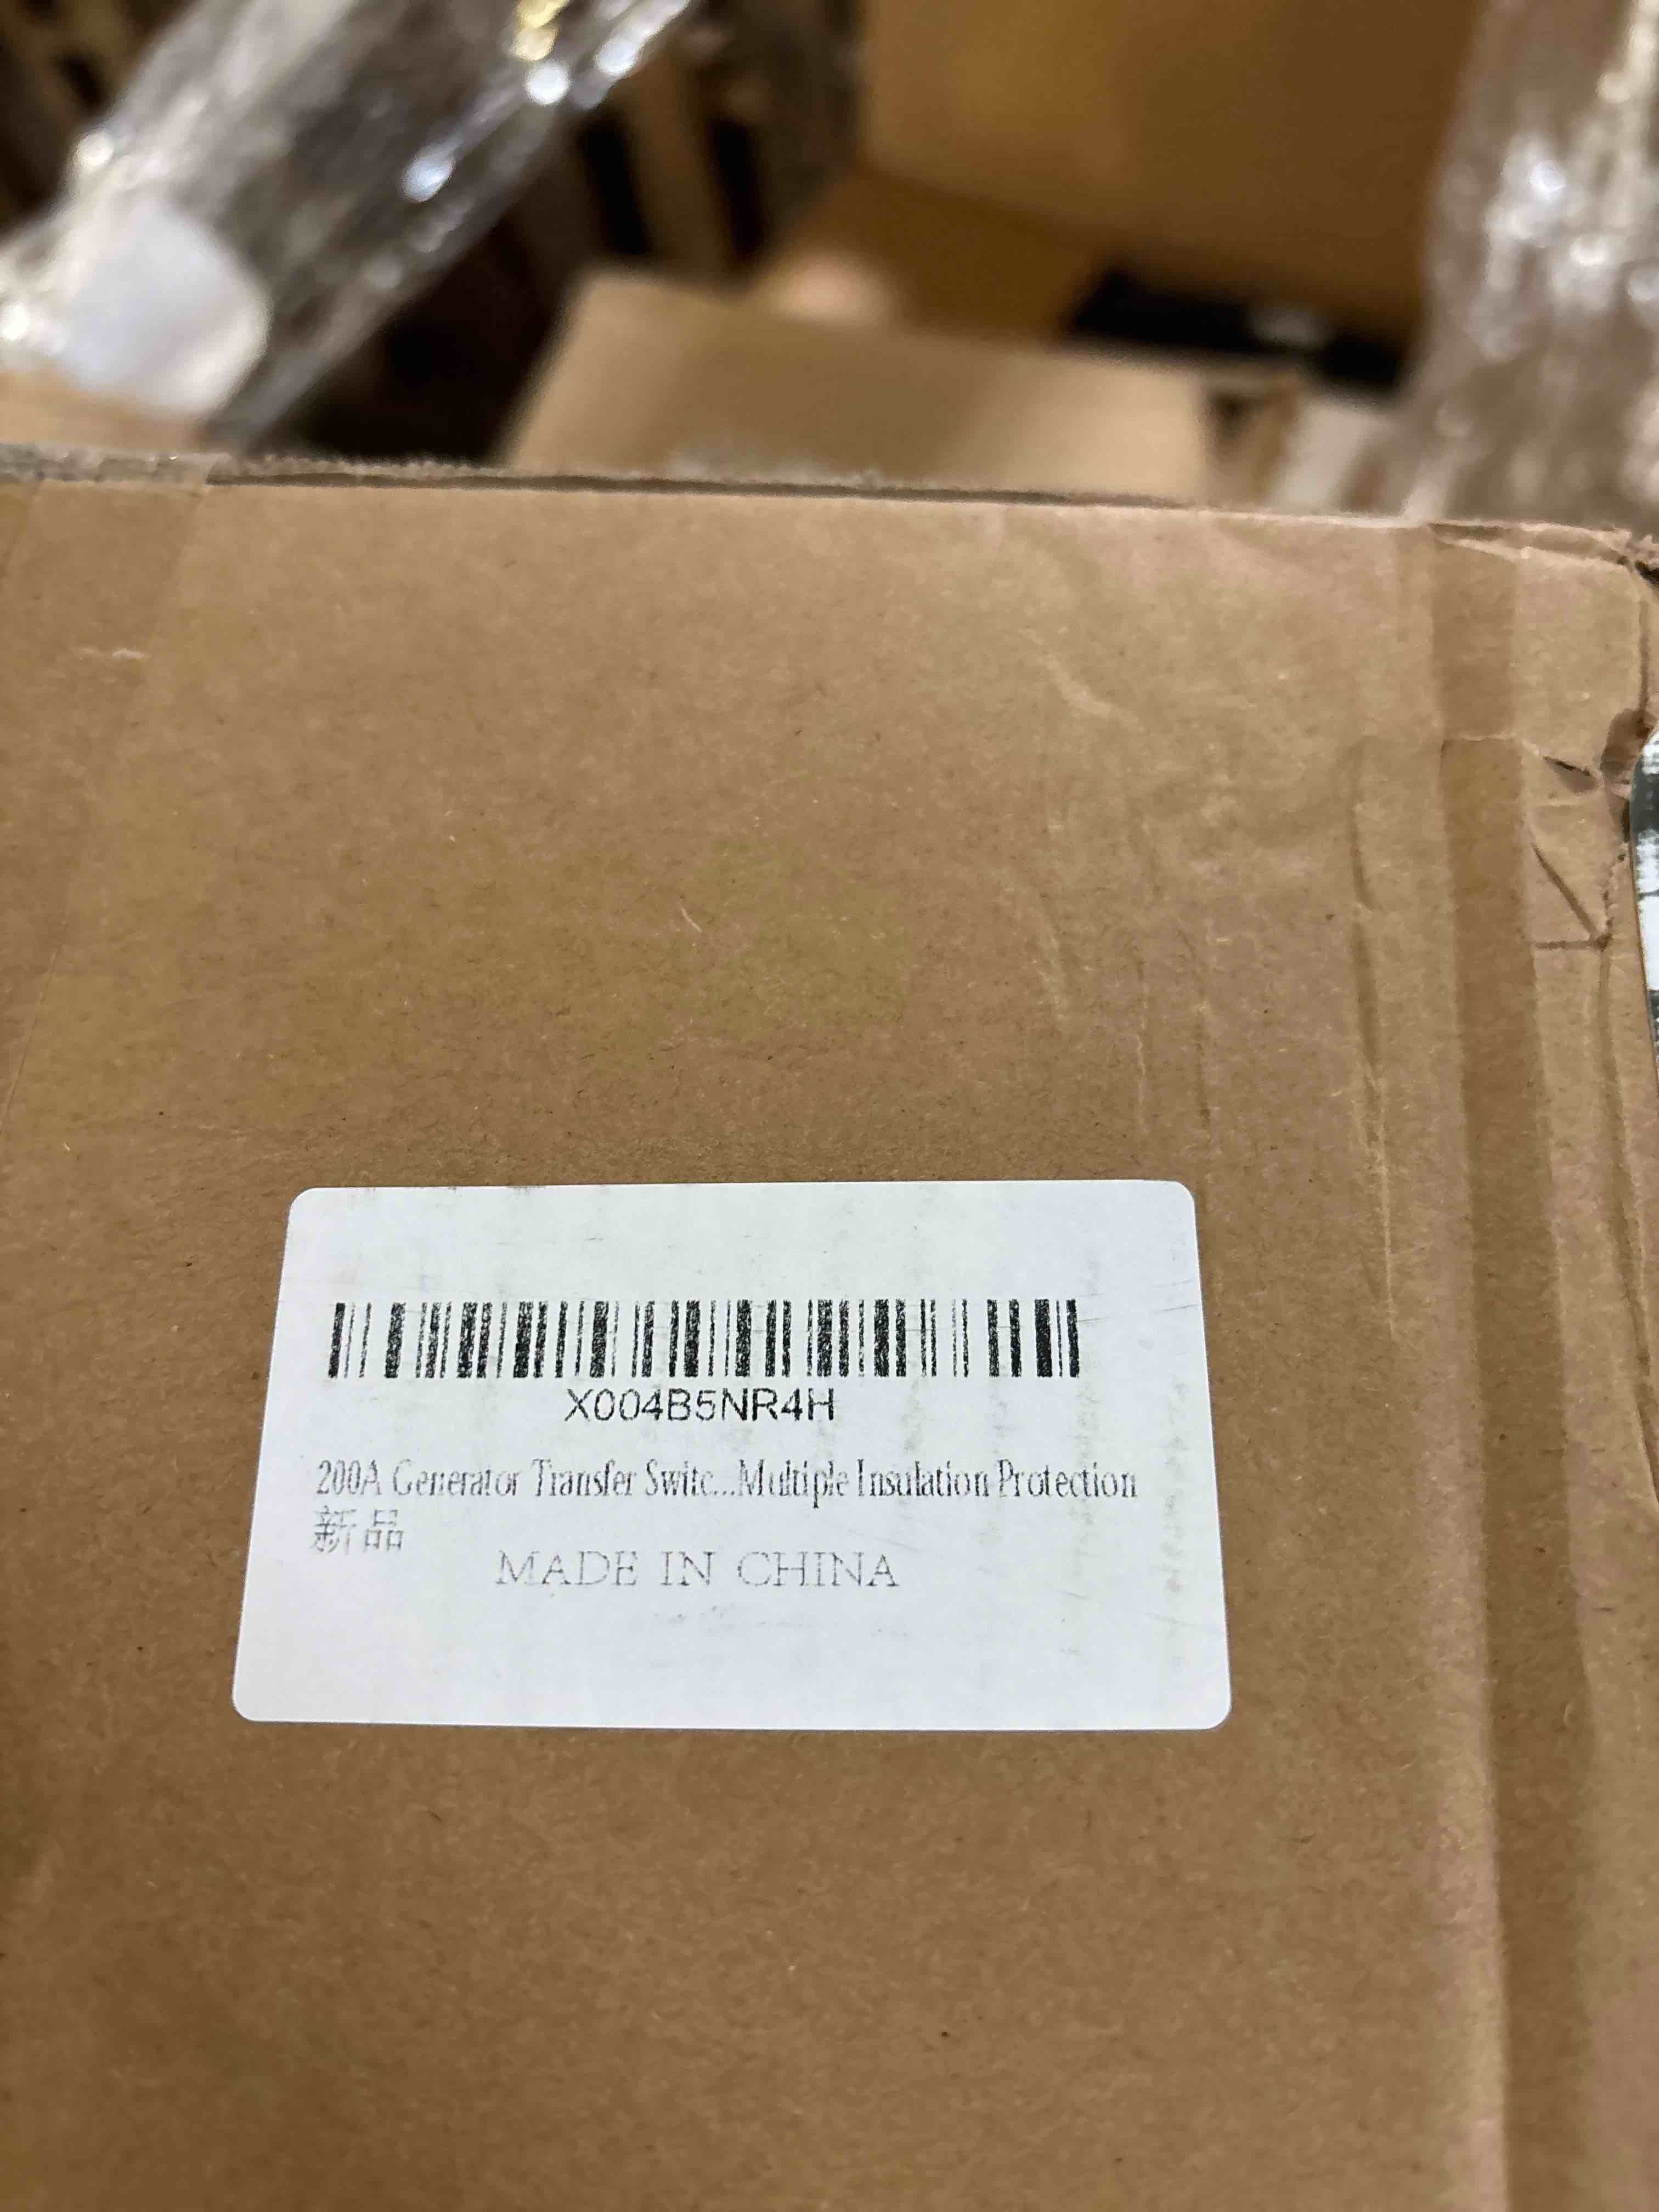 X004B5NR4H
200A Generator Transfer Switc...Multiple Insulation Protection
新品
MADE IN CHINA